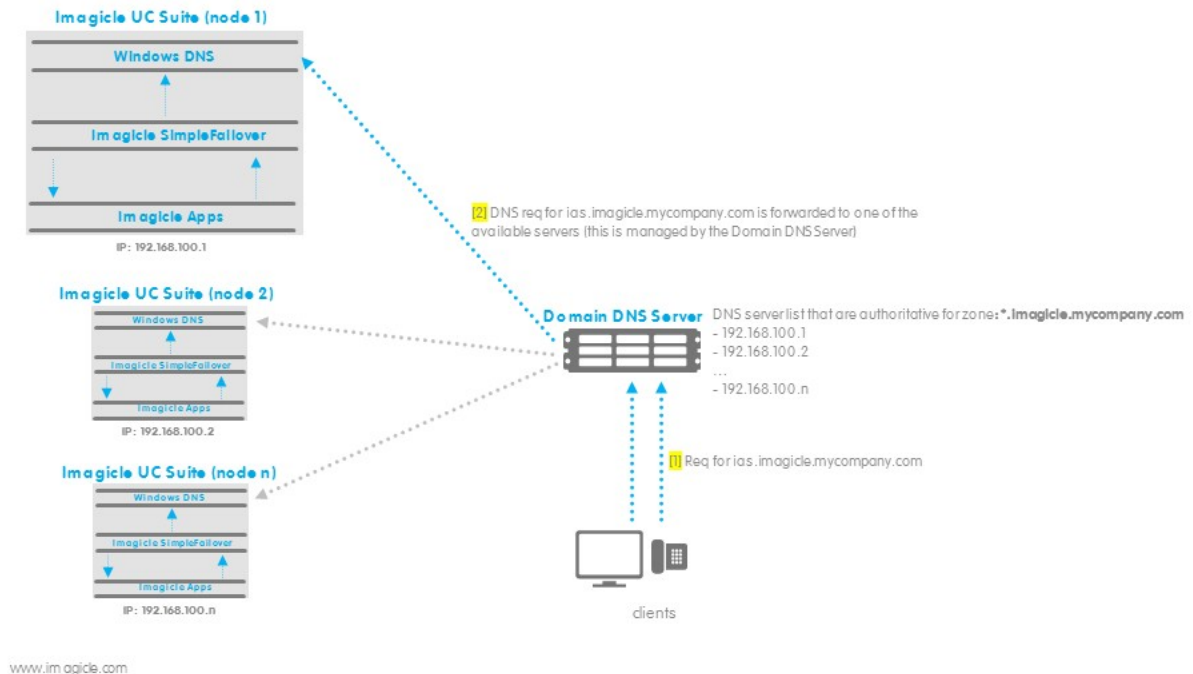 Imagicle UC Suite (node 1)
Windows DNS
Imagicle SimpleFailover
Imagicle Apps
IP: 192.168.100.1
[2] DNS req for ias.imagicle.mycompany.com is forwarded to one of the
available servers (this is managed by the Domain DNS Server)
Imagicle UC Suite (node 2)
Windows DNS
Imagicle SimpleFailover
Imagicle Apps
IP: 192.168.100.2
Domain DNS Server
DNS server list that are authoritative for zone: *.imagicle.mycompany.com
- 192.168.100.1
- 192.168.100.2
...
- 192.168.100.n
Imagicle UC Suite (node n)
Windows DNS
Imagicle SimpleFailover
Imagicle Apps
IP: 192.168.100.n
[1] Req for ias.imagicle.mycompany.com
clients
www.imagicle.com